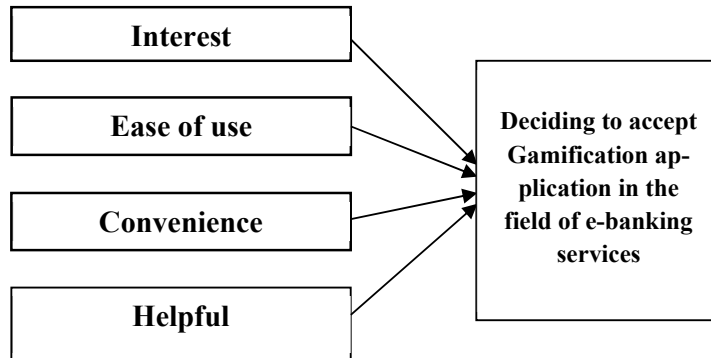 Interest
Ease of use
Convenience
Helpful
Deciding to accept
Gamification ap-
plication in the
field of e-banking
services